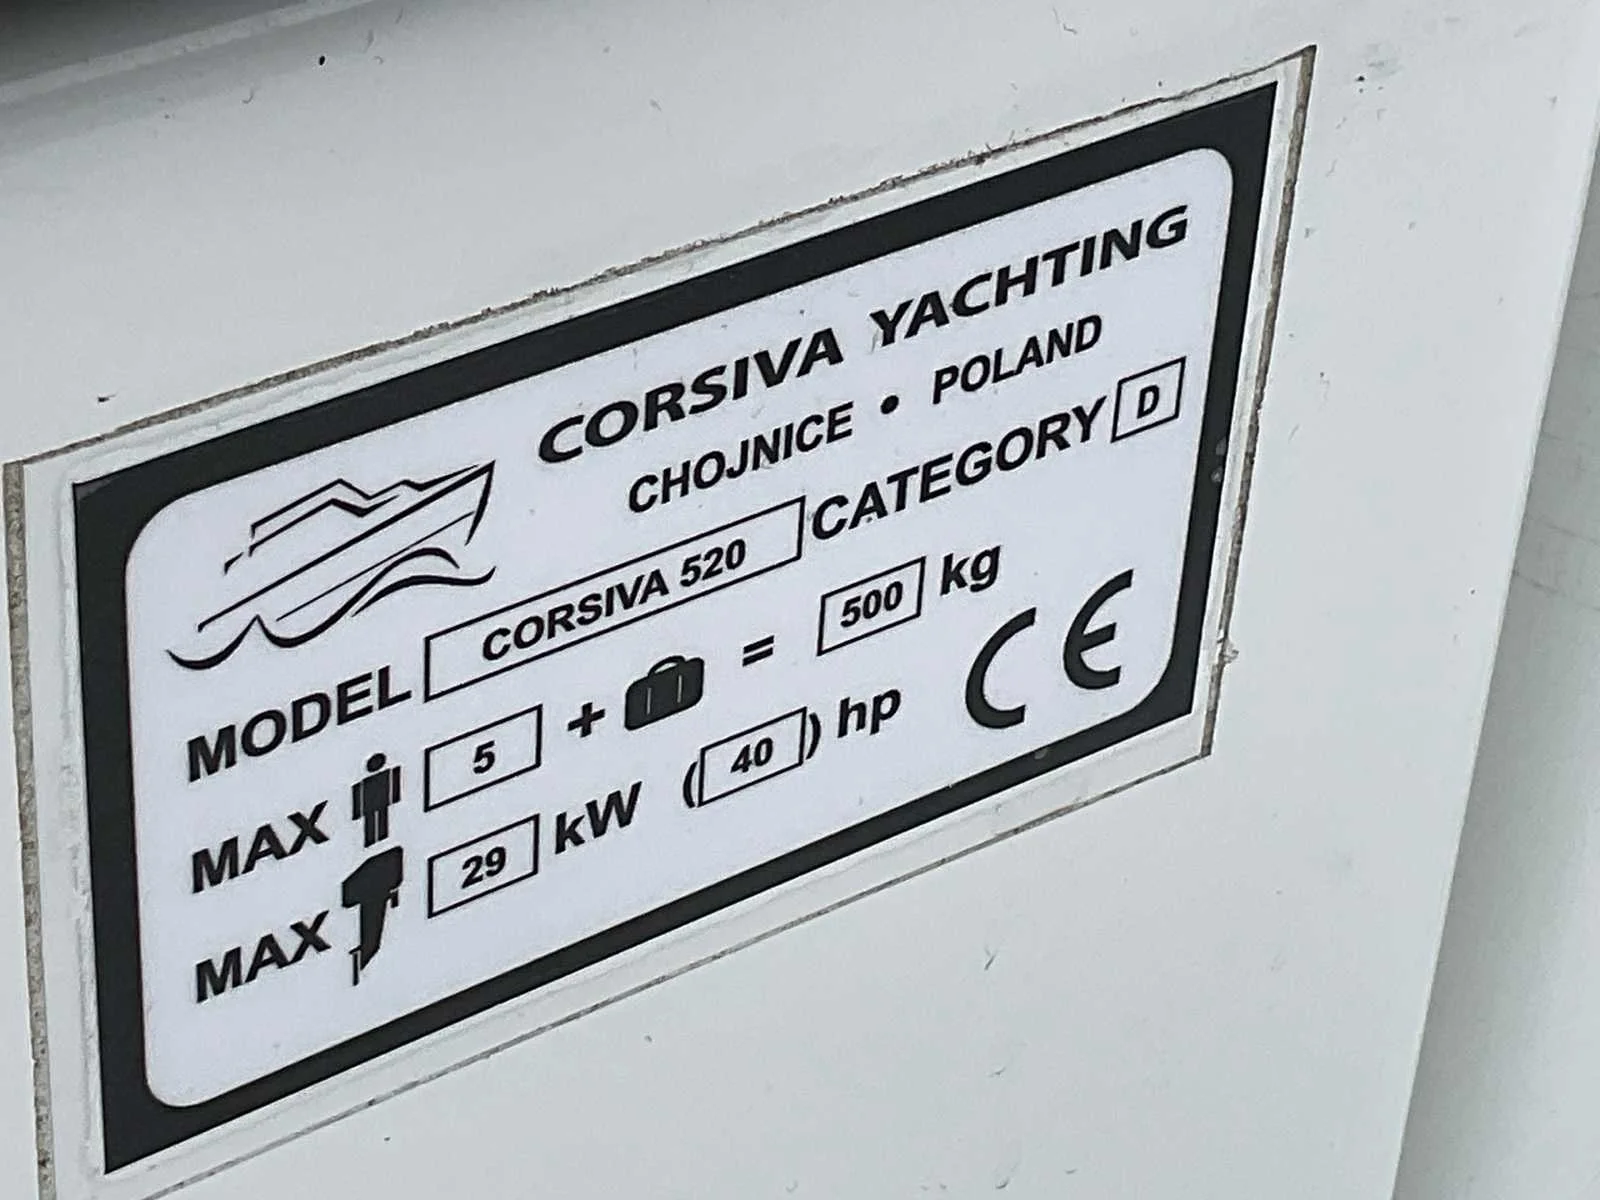 CORSIVA YACHTING
CHOJNICE • POLAND
MODEL CORSIVA 520 CATEGORY D
MAX 5 + = 500 kg
MAX 29 kW (40) hp
CE